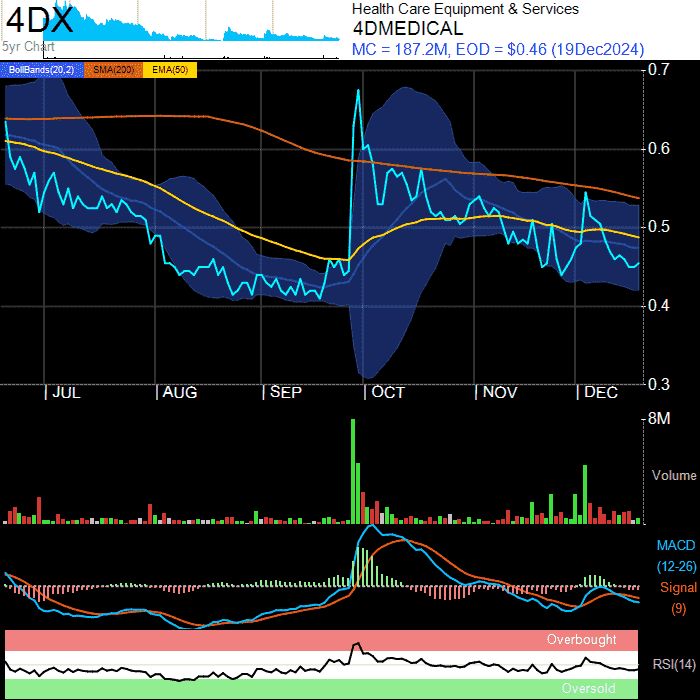 4DX
5yr Chart
Health Care Equipment & Services
4DMEDICAL
MC = 187.2M, EOD = $0.46 (19Dec2024)
BollBands(20,2) SMA(200) EMA(50)
0.7
0.6
0.5
0.4
0.3
| JUL | AUG | SEP | OCT | NOV | DEC
8M
Volume
MACD
(12-26)
Signal
(9)
Overbought
RSI(14)
Oversold